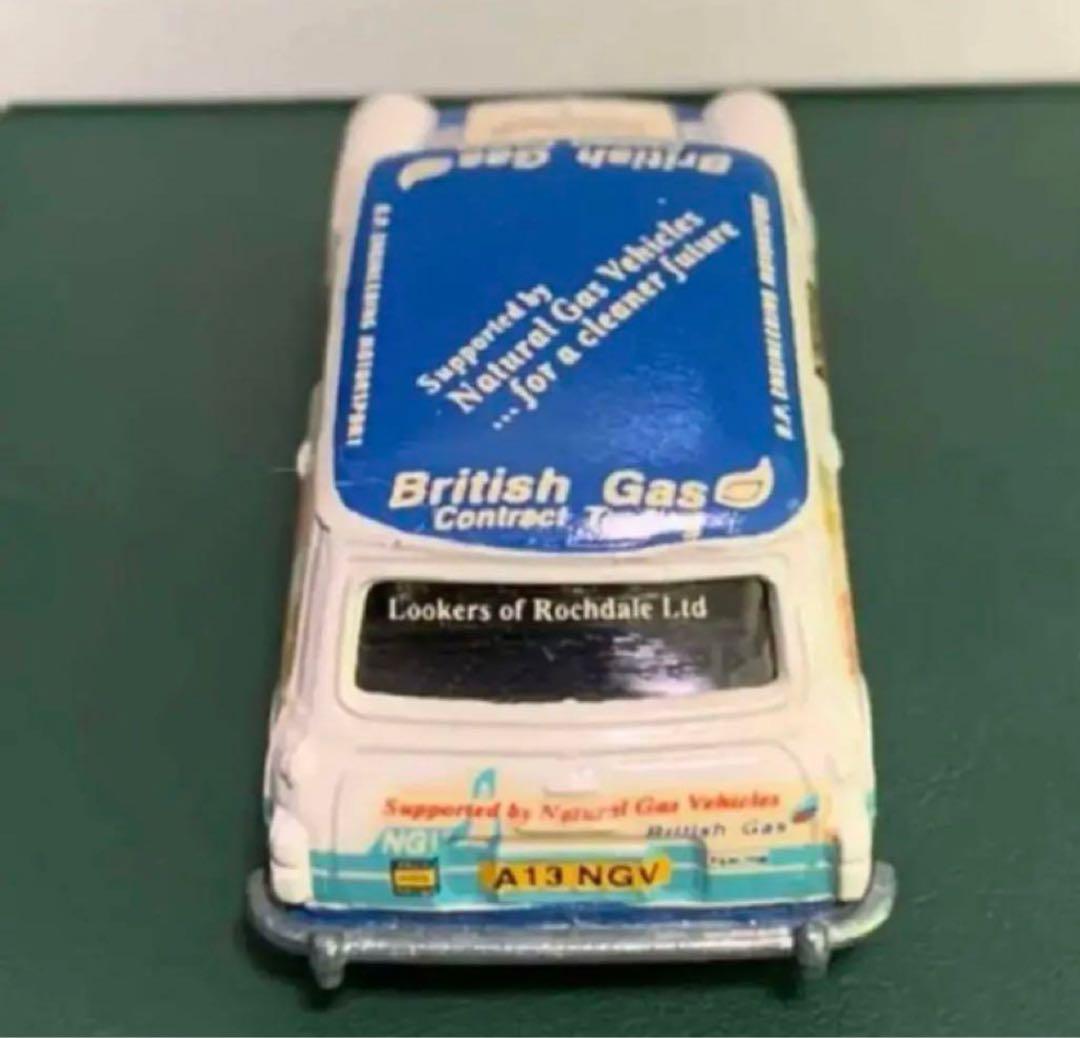 British Gas
Supported by
Natural Gas Vehicles
... for a cleaner future
British Gas
Contract
Lookers of Rochdale Ltd
Supported by Natural Gas Vehicles
British Gas
A13 NGV